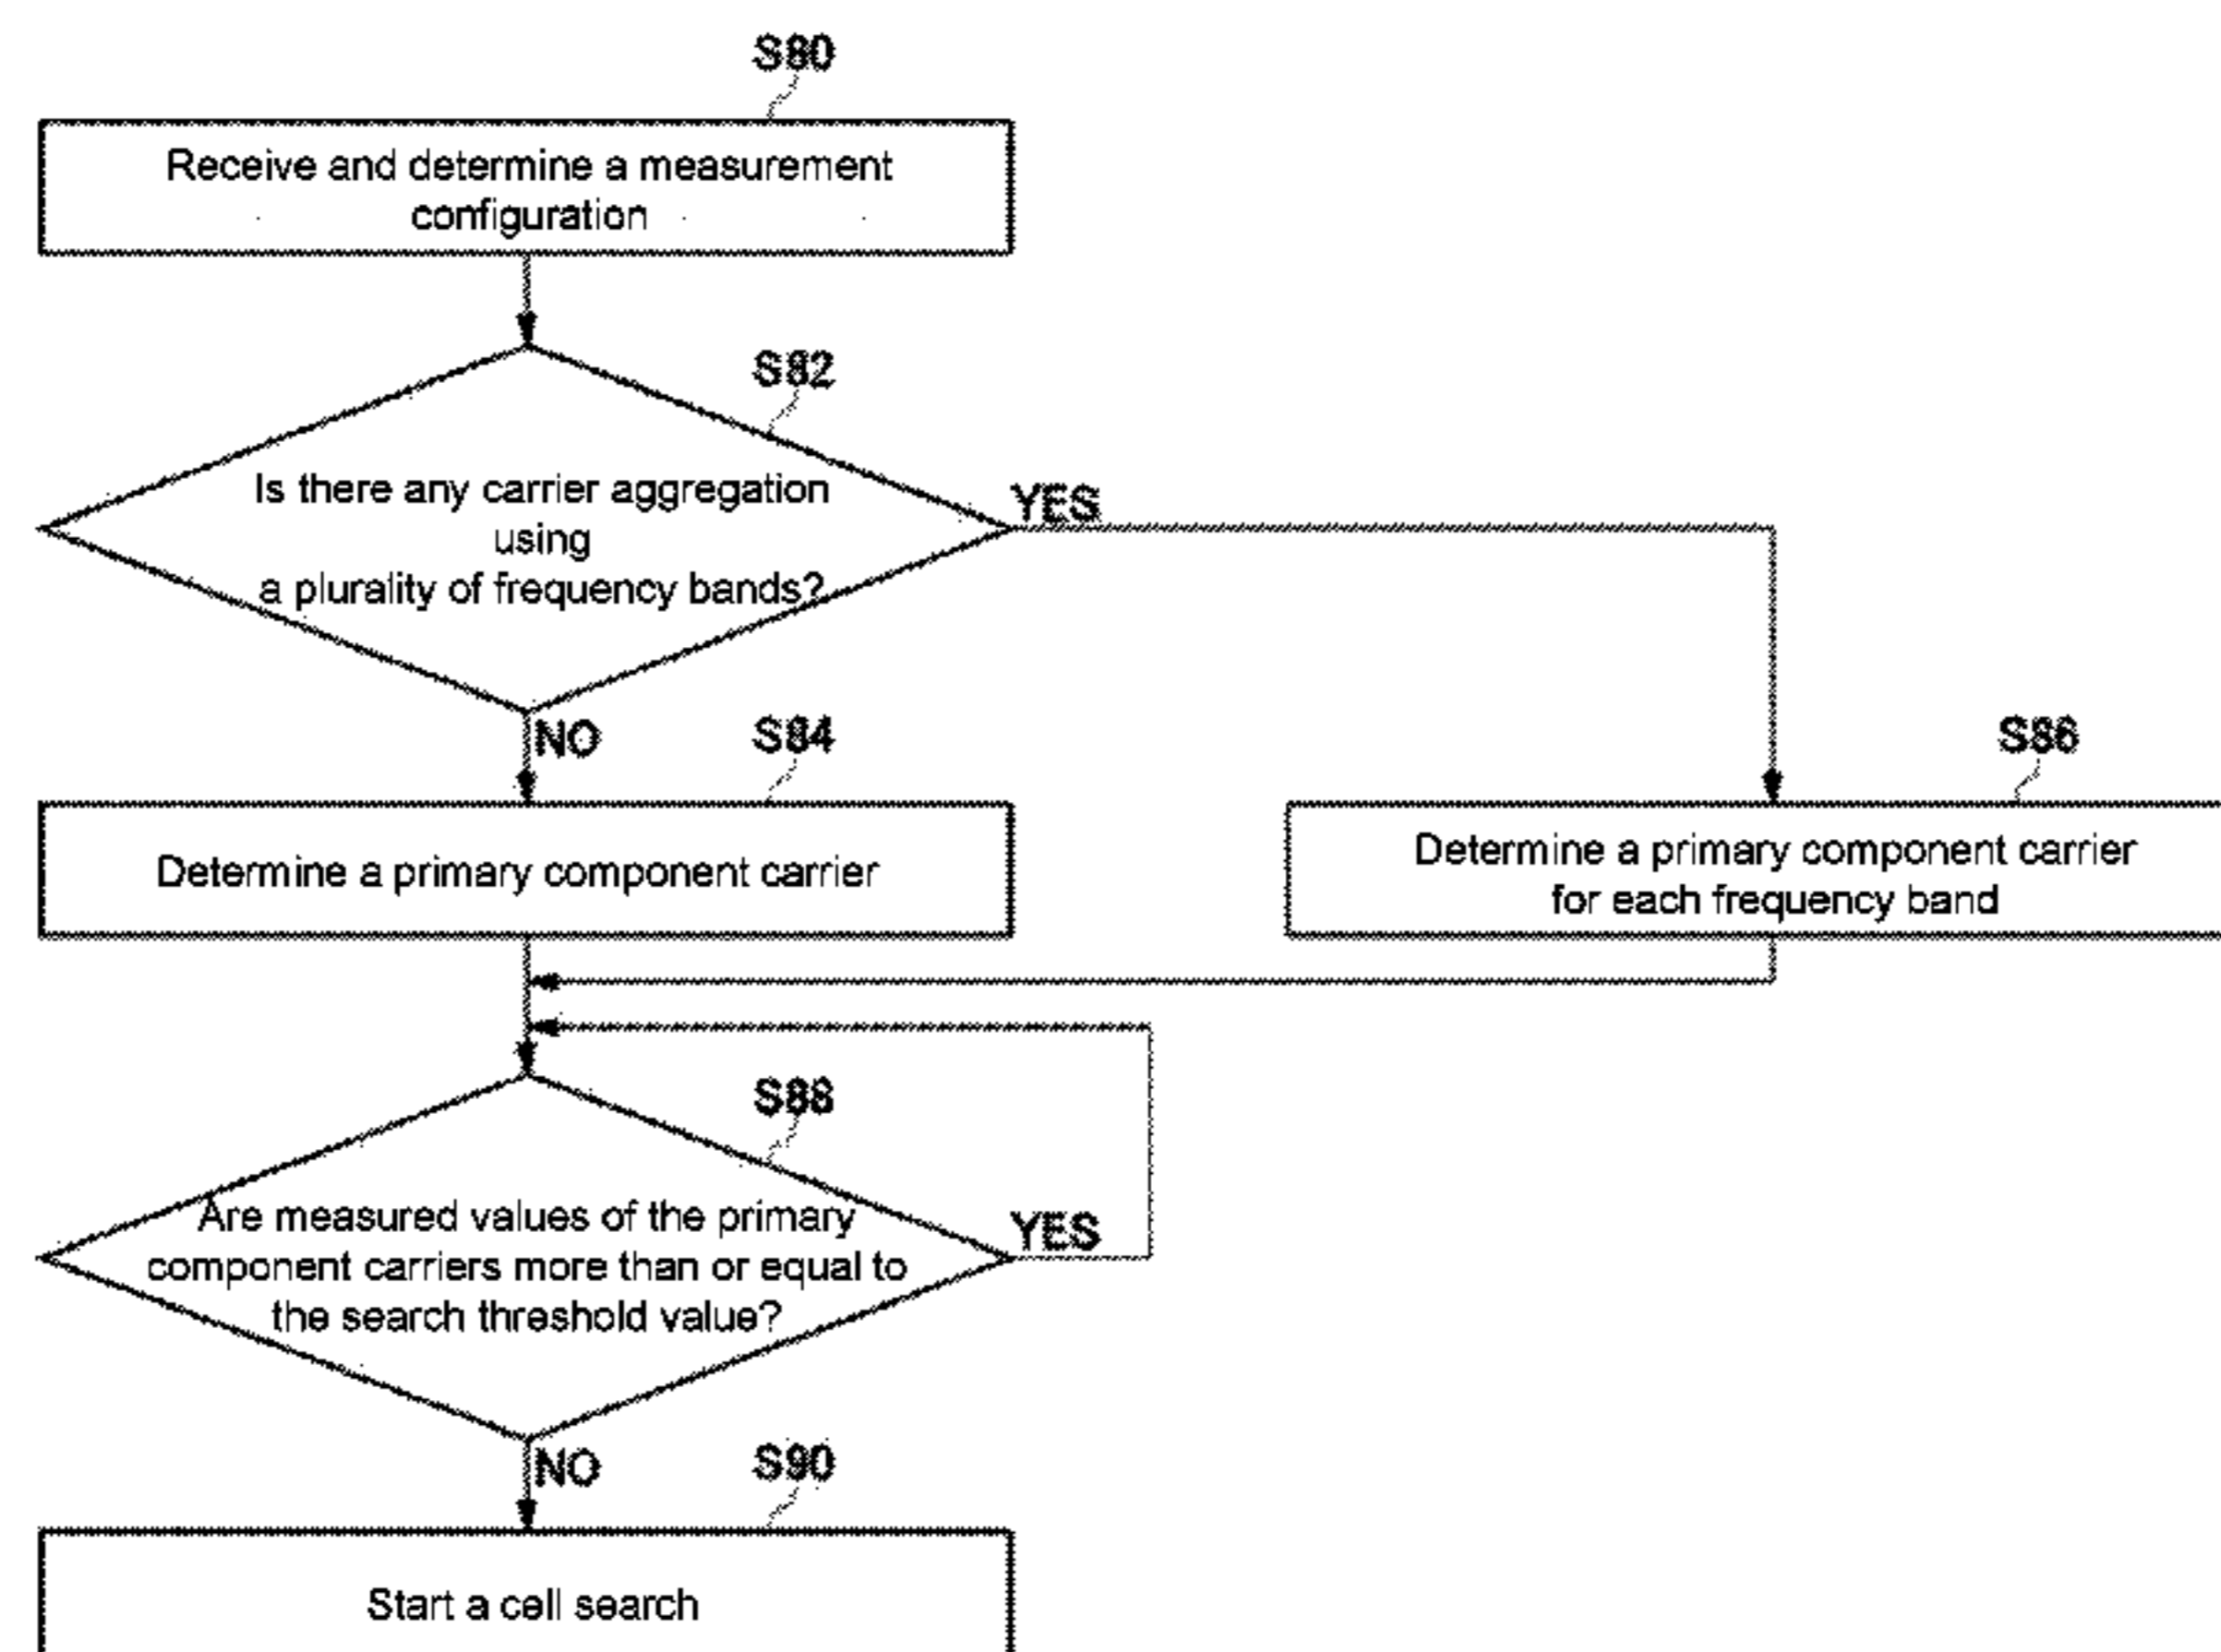 S80
Receive and determine a measurement
configuration
S82
Is there any carrier aggregation
using
a plurality of frequency bands?
YES
NO
S84
S86
Determine a primary component carrier
Determine a primary component carrier
for each frequency band
S88
Are measured values of the primary
component carriers more than or equal to
the search threshold value?
YES
NO
S90
Start a cell search